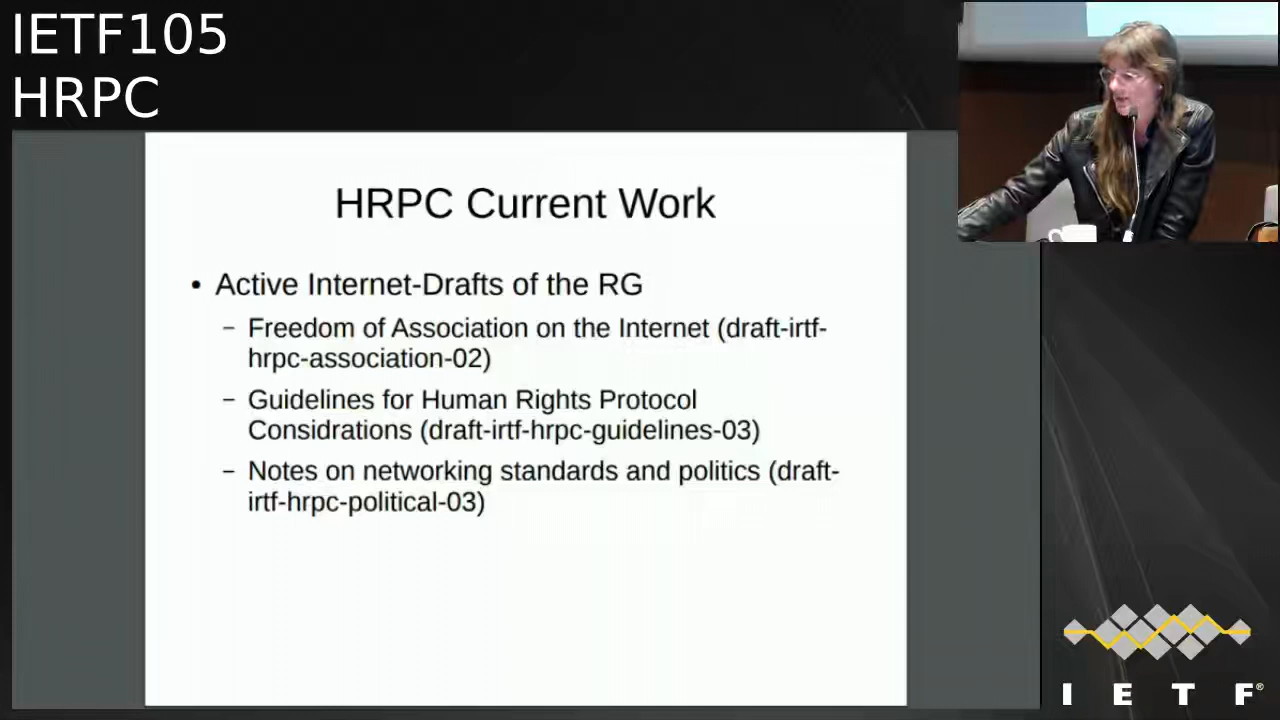 IETF105
HRPC
HRPC Current Work
• Active Internet-Drafts of the RG
– Freedom of Association on the Internet (draft-irtf-
hrpc-association-02)
– Guidelines for Human Rights Protocol
Considrations (draft-irtf-hrpc-guidelines-03)
– Notes on networking standards and politics (draft-
irtf-hrpc-political-03)
I E T F®